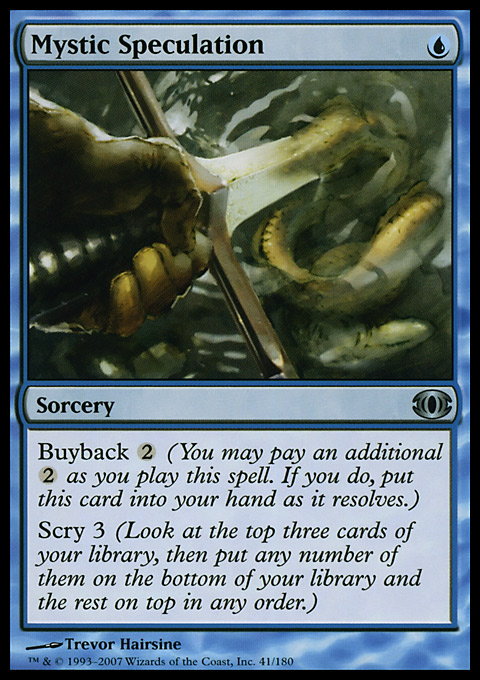 Mystic Speculation
Sorcery
Buyback 2 (You may pay an additional
2 as you play this spell. If you do, put
this card into your hand as it resolves.)
Scry 3 (Look at the top three cards of
your library, then put any number of
them on the bottom of your library and
the rest on top in any order.)
Trevor Hairsine
™ & © 1993–2007 Wizards of the Coast, Inc. 41/180